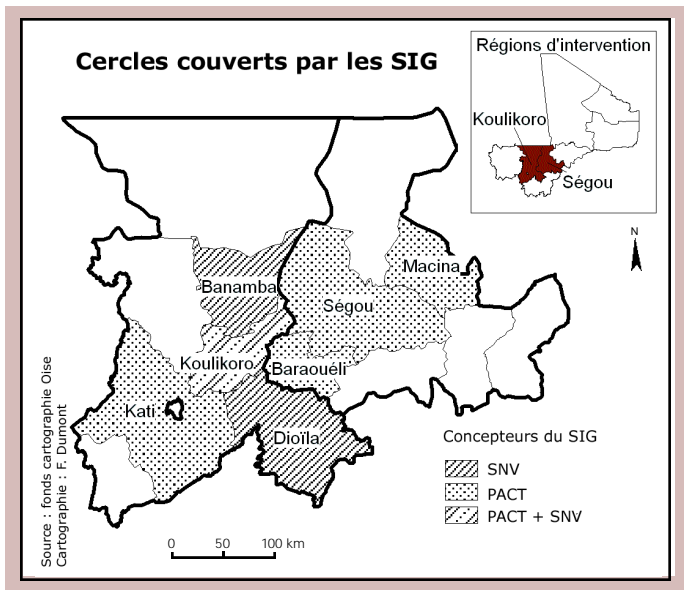 Cercles couverts par les SIG
Régions d'intervention
Koulikoro
Ségou
N
Macina
Banamba
Ségou
Koulikoro
Baraouéli
Kati
Dioïla
Concepteurs du SIG
SNV
PACT
PACT + SNV
0 50 100 km
Source : fonds cartographie Oise
Cartographie : F. Dumont